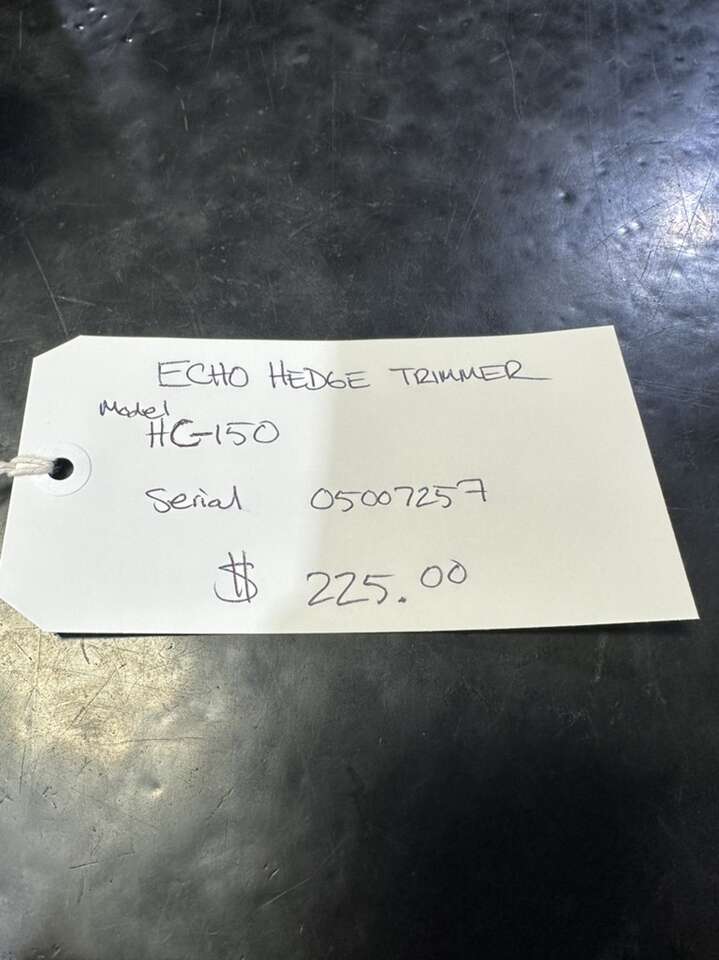 ECHO HEDGE TRIMMER
Model
HC-150
Serial 05007257
$ 225.00